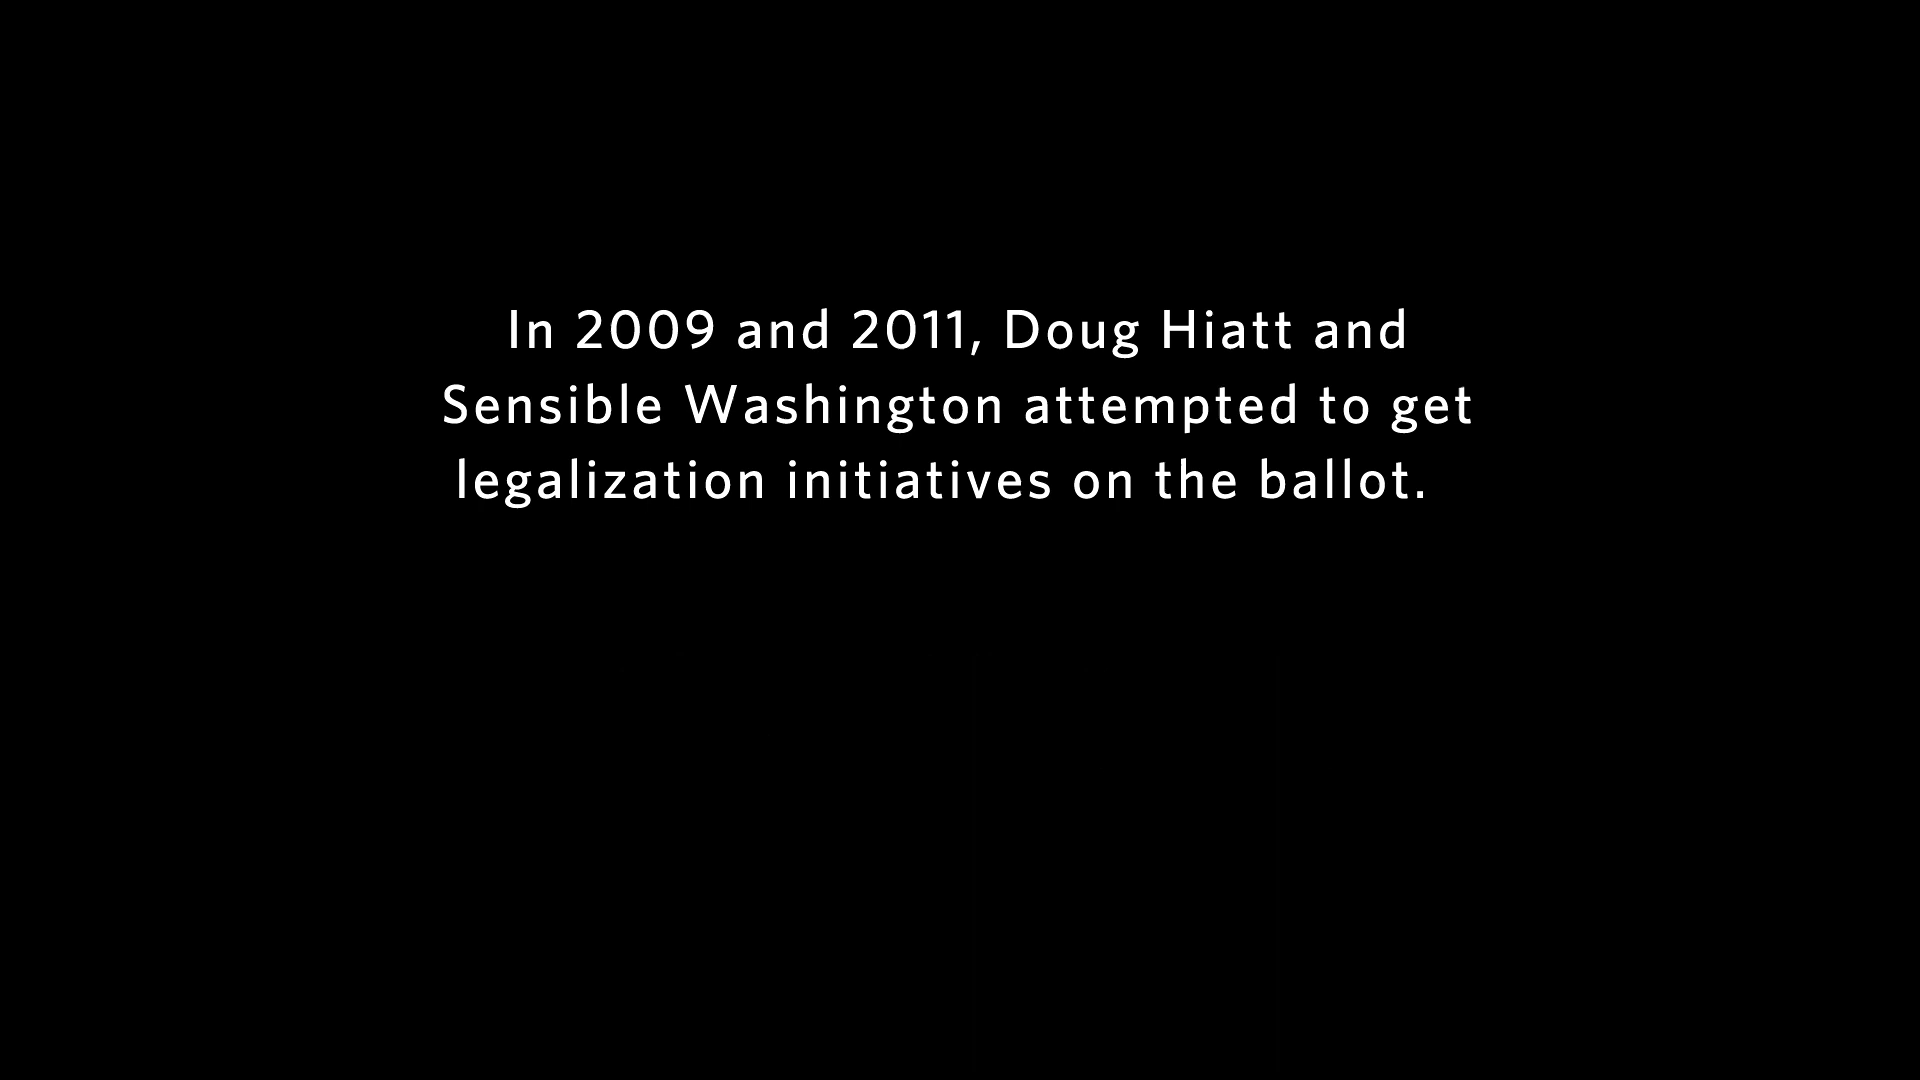 In 2009 and 2011, Doug Hiatt and
Sensible Washington attempted to get
legalization initiatives on the ballot.